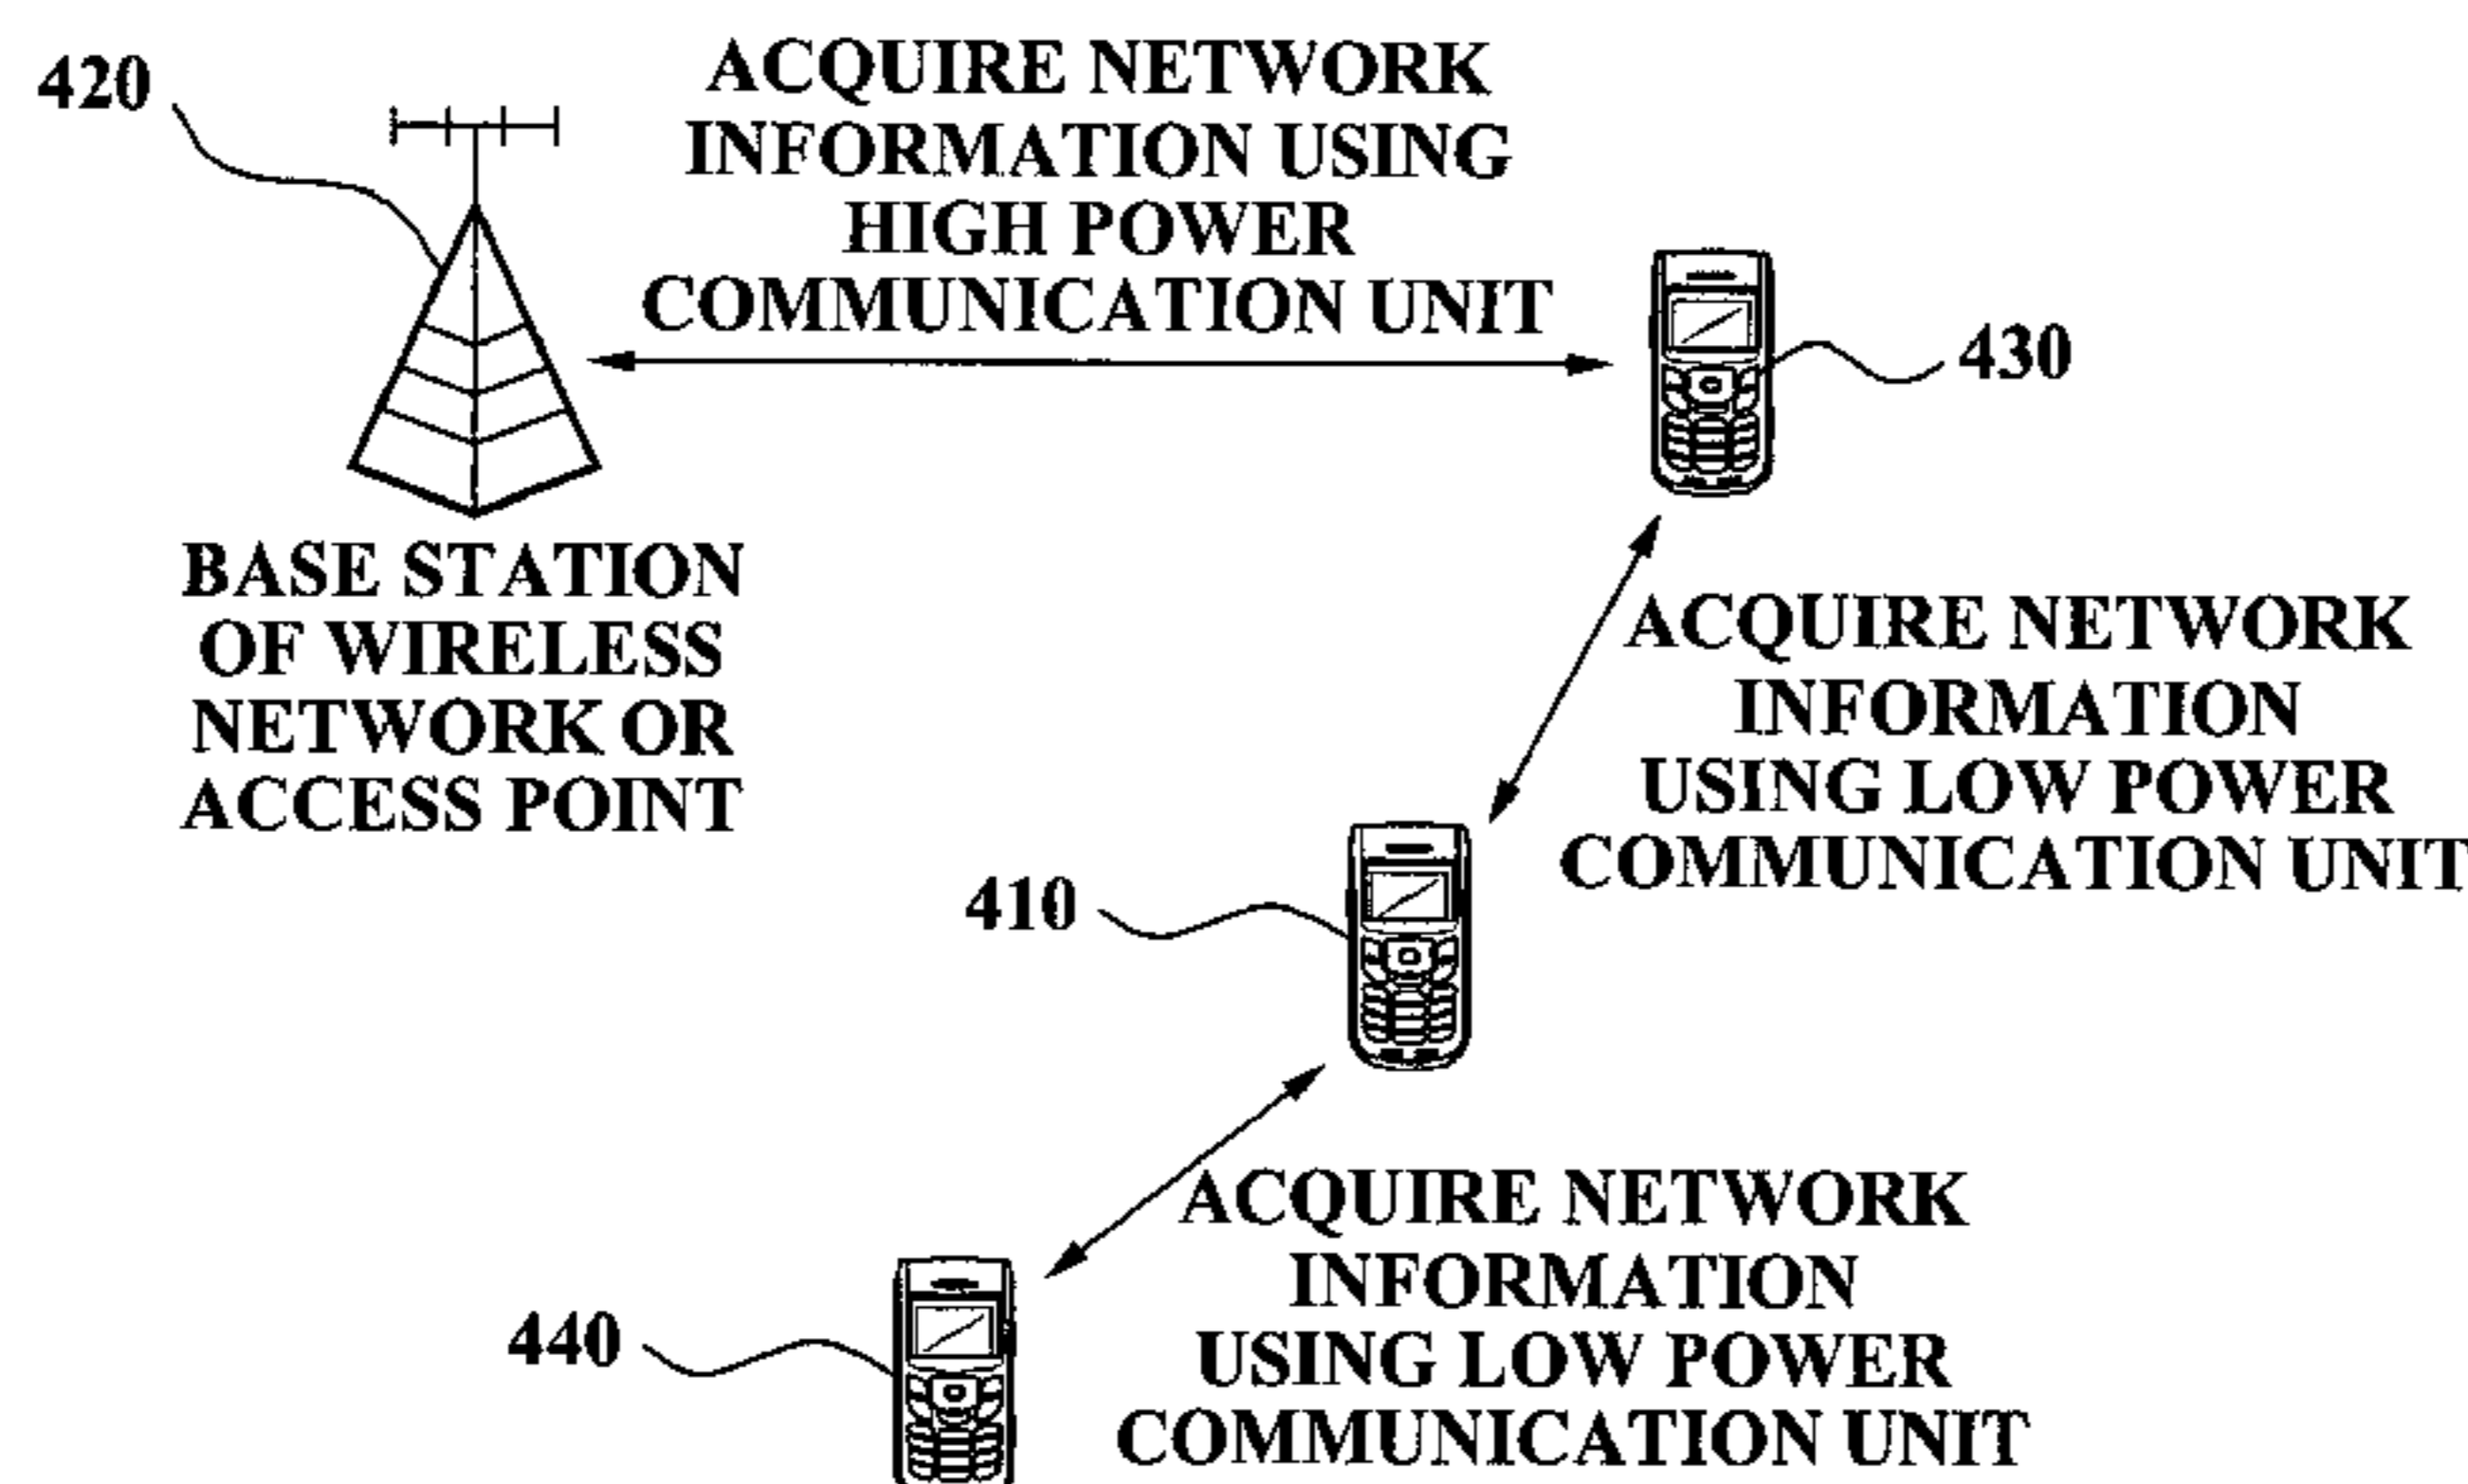 420
ACQUIRE NETWORK
INFORMATION USING
HIGH POWER
COMMUNICATION UNIT
430
BASE STATION
OF WIRELESS
NETWORK OR
ACCESS POINT
ACQUIRE NETWORK
INFORMATION
USING LOW POWER
COMMUNICATION UNIT
410
ACQUIRE NETWORK
INFORMATION
USING LOW POWER
COMMUNICATION UNIT
440